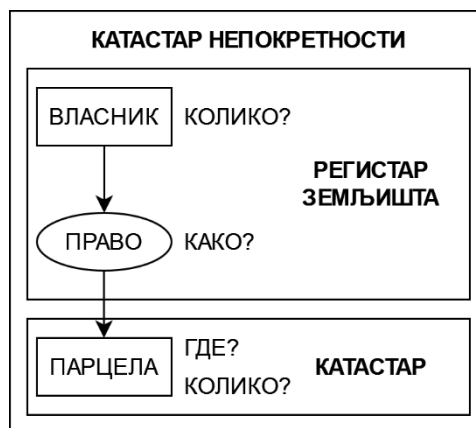 КАТАСТАР НЕПОКРЕТНОСТИ
ВЛАСНИК КОЛИКО?
РЕГИСТАР
ЗЕМЉИШТА
ПРАВО КАКО?
ПАРЦЕЛА
ГДЕ?
КОЛИКО?
КАТАСТАР